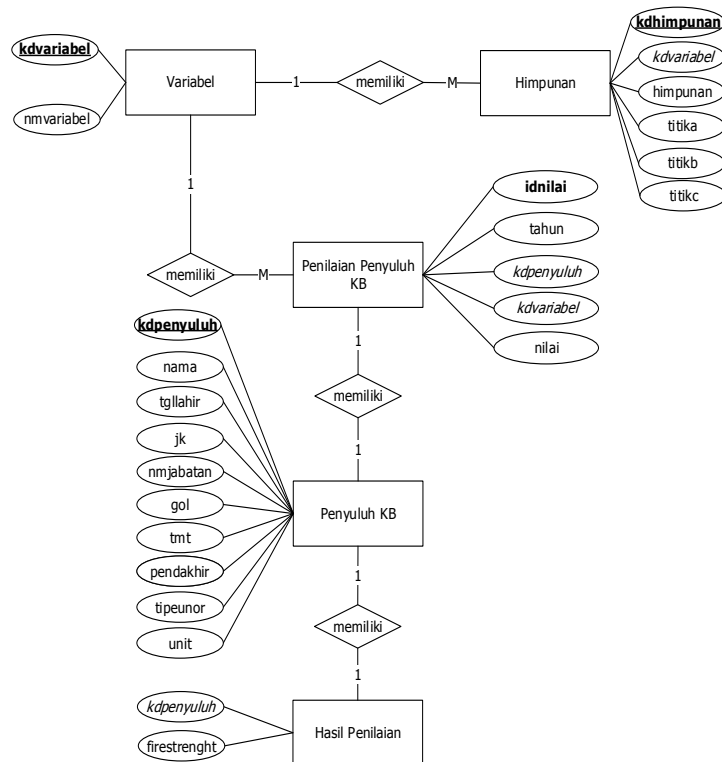 kdvariabel
nmvariabel
Variabel
1
memiliki
M
Himpunan
kdhimpunan
kdvariabel
himpunan
titika
titikb
titikc
1
memiliki
M
Penilaian Penyuluh
KB
idnilai
tahun
kdpenyuluh
kdvariabel
nilai
1
memiliki
1
kdpenyuluh
nama
tgllahir
jk
nmjabatan
gol
tmt
pendakhir
tipeunor
unit
Penyuluh KB
1
memiliki
1
kdpenyuluh
firestrenght
Hasil Penilaian